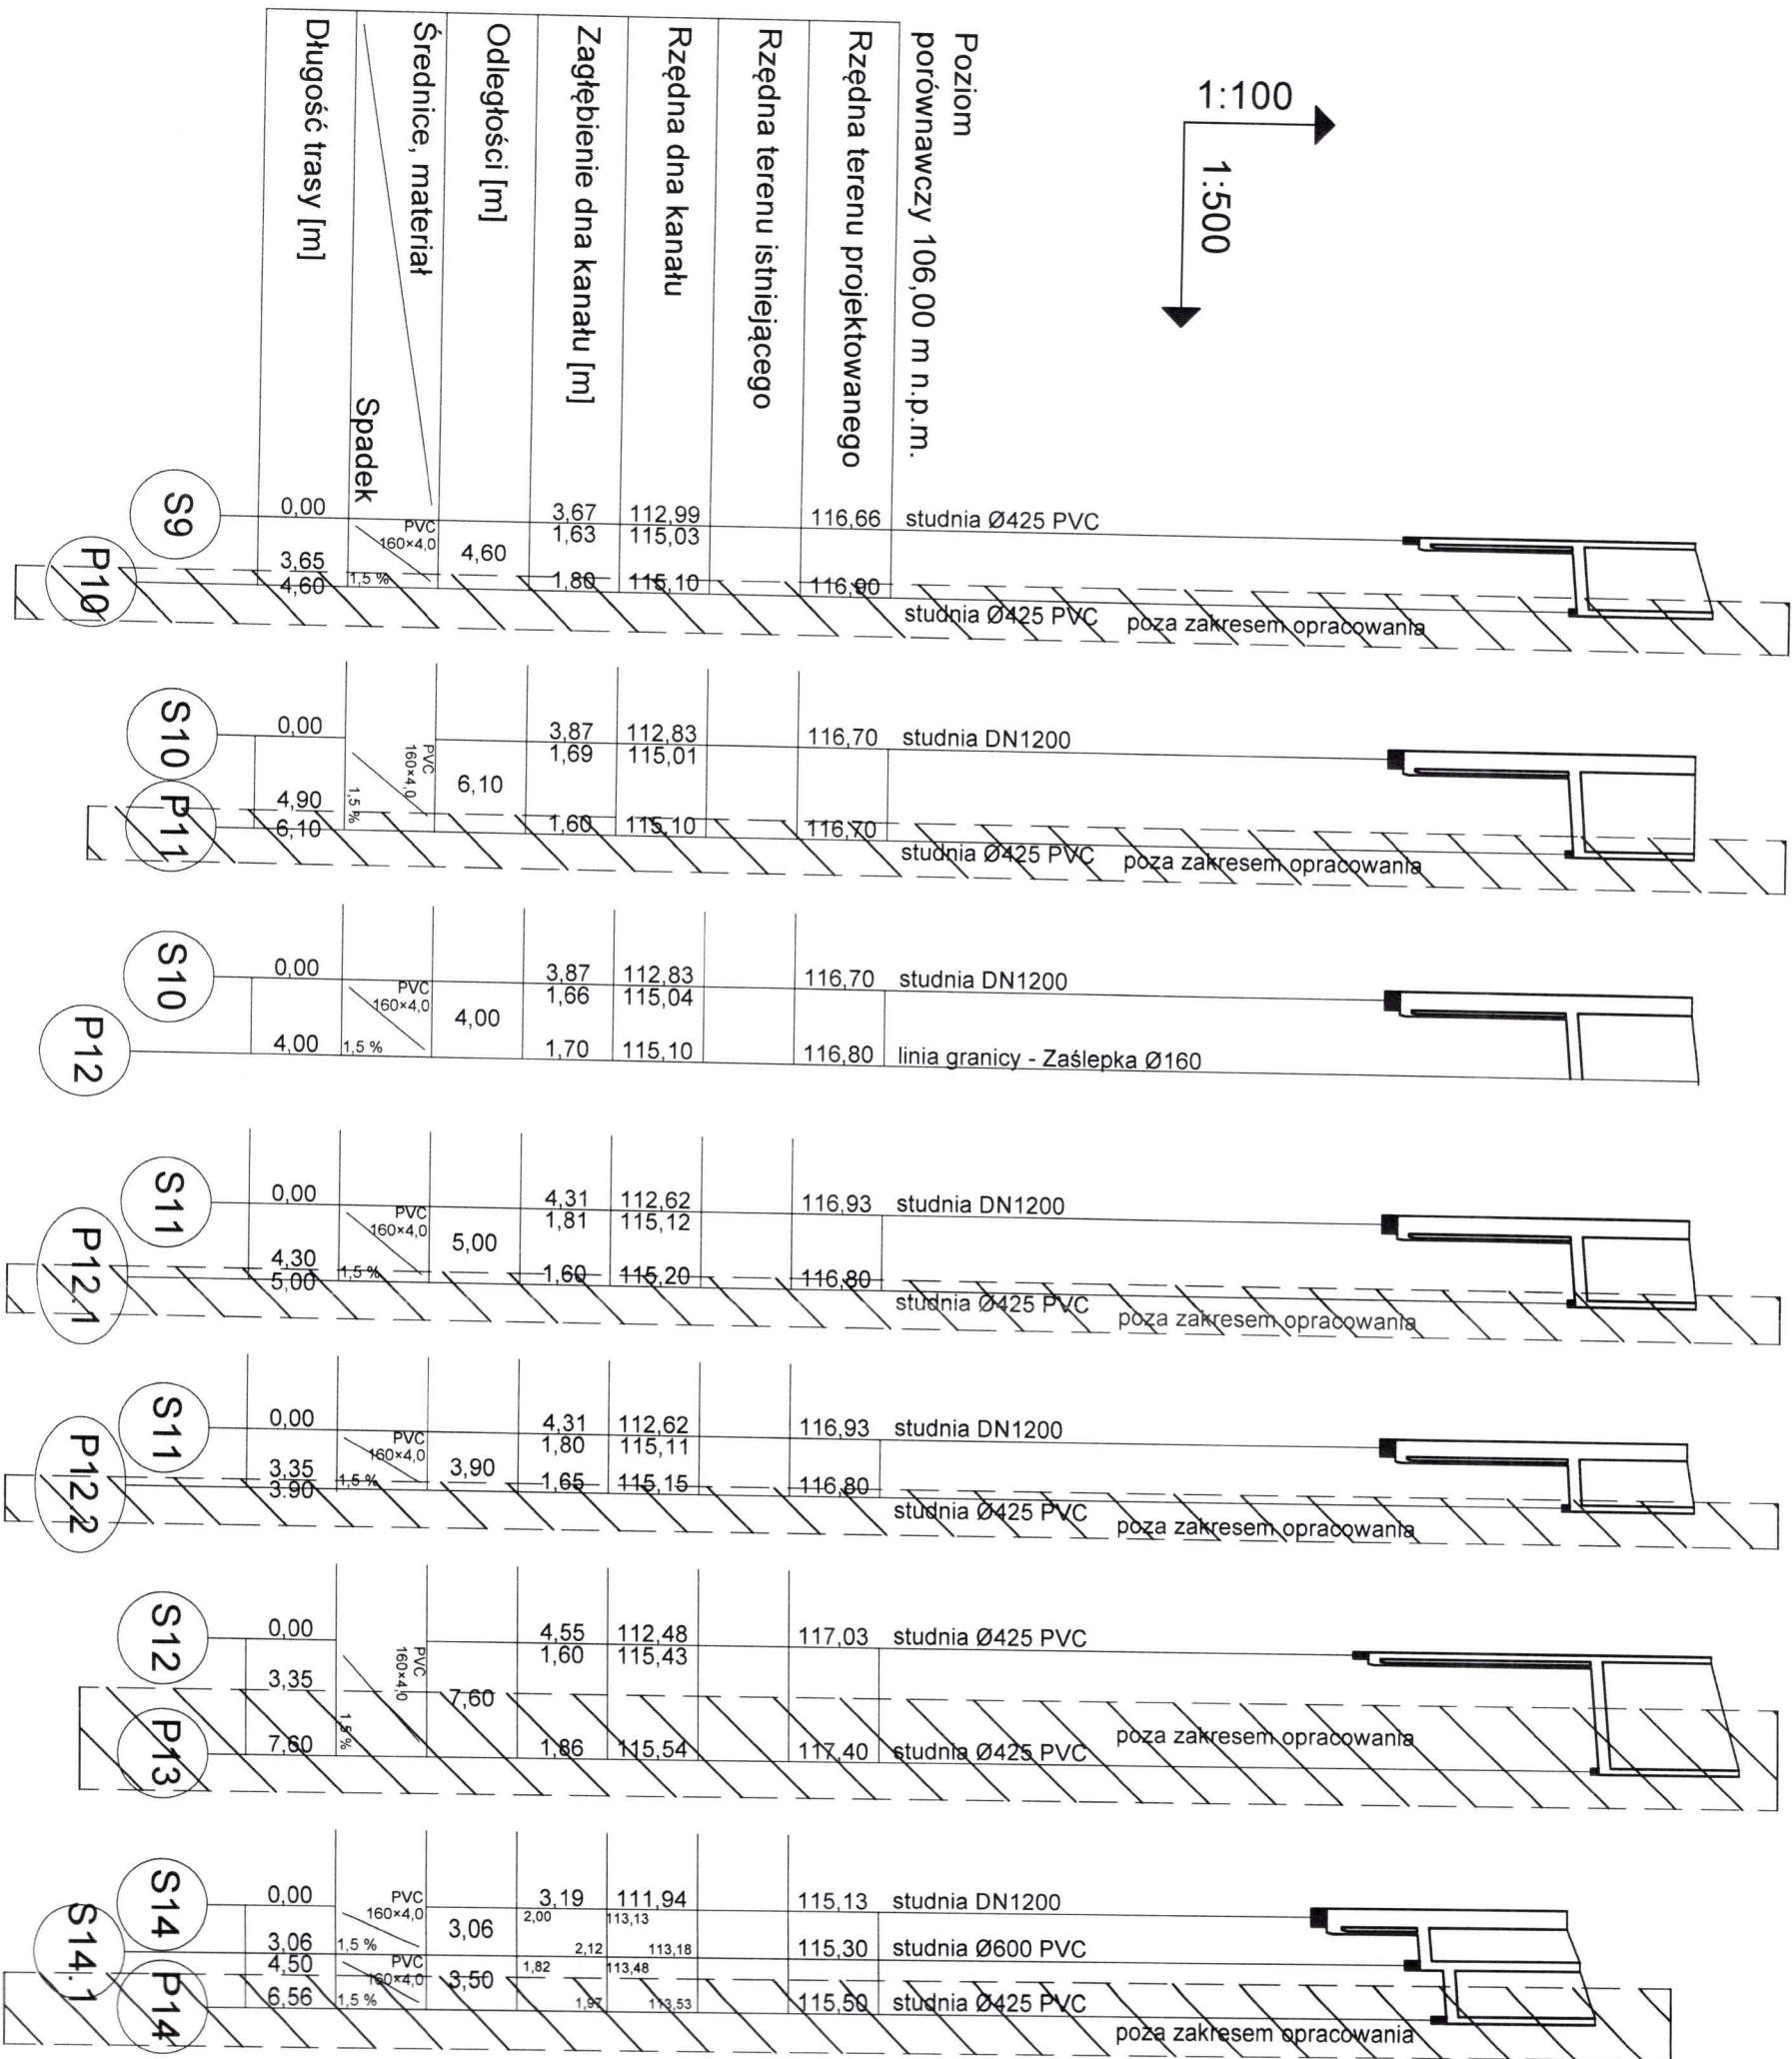 1:100
1:500
Poziom
porównawczy 106,00 m n.p.m.
Rzędna terenu projektowanego
Rzędna terenu istniejącego
Rzędna dna kanału
Zagłębienie dna kanału [m]
Odległości [m]
Średnice, materiał
Spadek
Długość trasy [m]
S9
0,00
3,67 112,99 116,66 studnia Ø425 PVC
PVC
160×4,0
4,60
1,63 115,03
3,65
P10
4,60
1,5 %
1,80 115,10 116,90
studnia Ø425 PVC poza zakresem opracowania
S10
0,00
3,87 112,83 116,70 studnia DN1200
PVC
160×4,0
6,10
1,69 115,01
4,90
P11
6,10
1,5 %
1,60 115,10 116,70
studnia Ø425 PVC poza zakresem opracowania
S10
0,00
3,87 112,83 116,70 studnia DN1200
PVC
160×4,0
4,00
1,66 115,04
P12
4,00 1,5 % 1,70 115,10 116,80 linia granicy - Zaślepka Ø160
S11
0,00
4,31 112,62 116,93 studnia DN1200
PVC
160×4,0
5,00
1,81 115,12
4,30
P12.1
5,00
1,5 %
1,60 115,20 116,80
studnia Ø425 PVC poza zakresem opracowania
S11
0,00
4,31 112,62 116,93 studnia DN1200
PVC
160×4,0
3,90
1,80 115,11
3,35
P12.2
3,90
1,5 %
1,65 115,15 116,80
studnia Ø425 PVC poza zakresem opracowania
S12
0,00
4,55 112,48 117,03 studnia Ø425 PVC
PVC
160×4,0
7,60
1,60 115,43
3,35
poza zakresem opracowania
P13
7,60
1,5 %
1,86 115,54 117,40 studnia Ø425 PVC
S14
0,00
3,19 111,94 115,13 studnia DN1200
PVC
160×4,0
3,06
2,00 113,13
S14.1
3,06 1,5 % 2,12 113,18 115,30 studnia Ø600 PVC
4,50
PVC
160×4,0
3,50
1,82 113,48
P14
6,56 1,5 % 1,97 113,53 115,50 studnia Ø425 PVC
poza zakresem opracowania